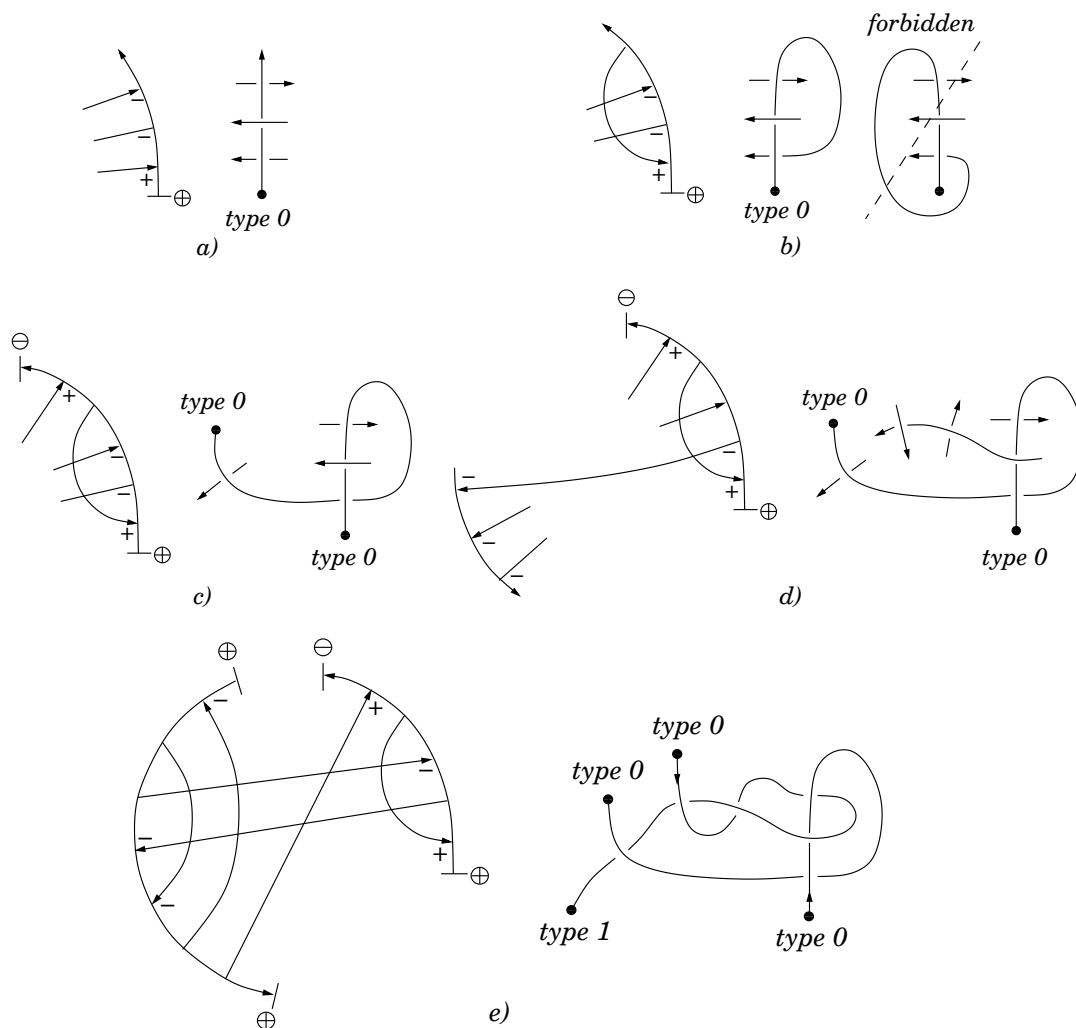 forbidden
− − + ⊕
type 0
a)
− − + ⊕
type 0
b)
⊖ + − − + ⊕
type 0
type 0
c)
⊖ + − + ⊕
− − −
type 0
type 0
d)
⊕ − − − ⊕
⊖ + − + ⊕
type 0
type 0
type 1
type 0
e)